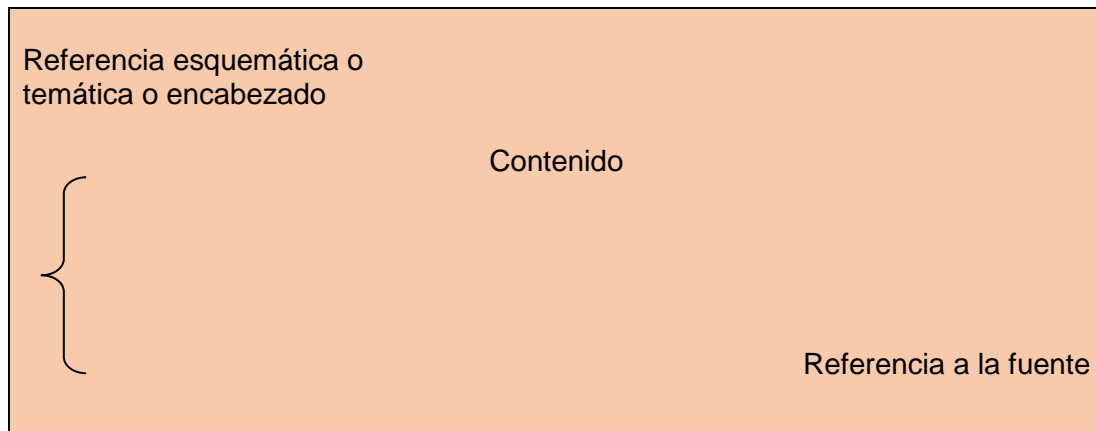 Referencia esquemática o
temática o encabezado
Contenido
Referencia a la fuente